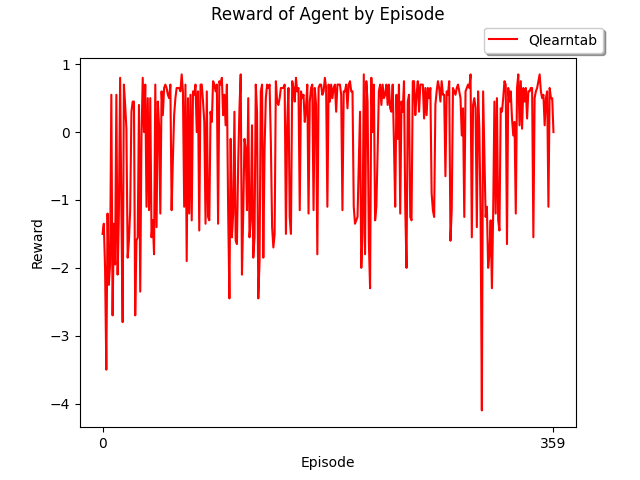 Reward of Agent by Episode
Qlearntab
1
0
−1
−2
−3
−4
Reward
0
359
Episode